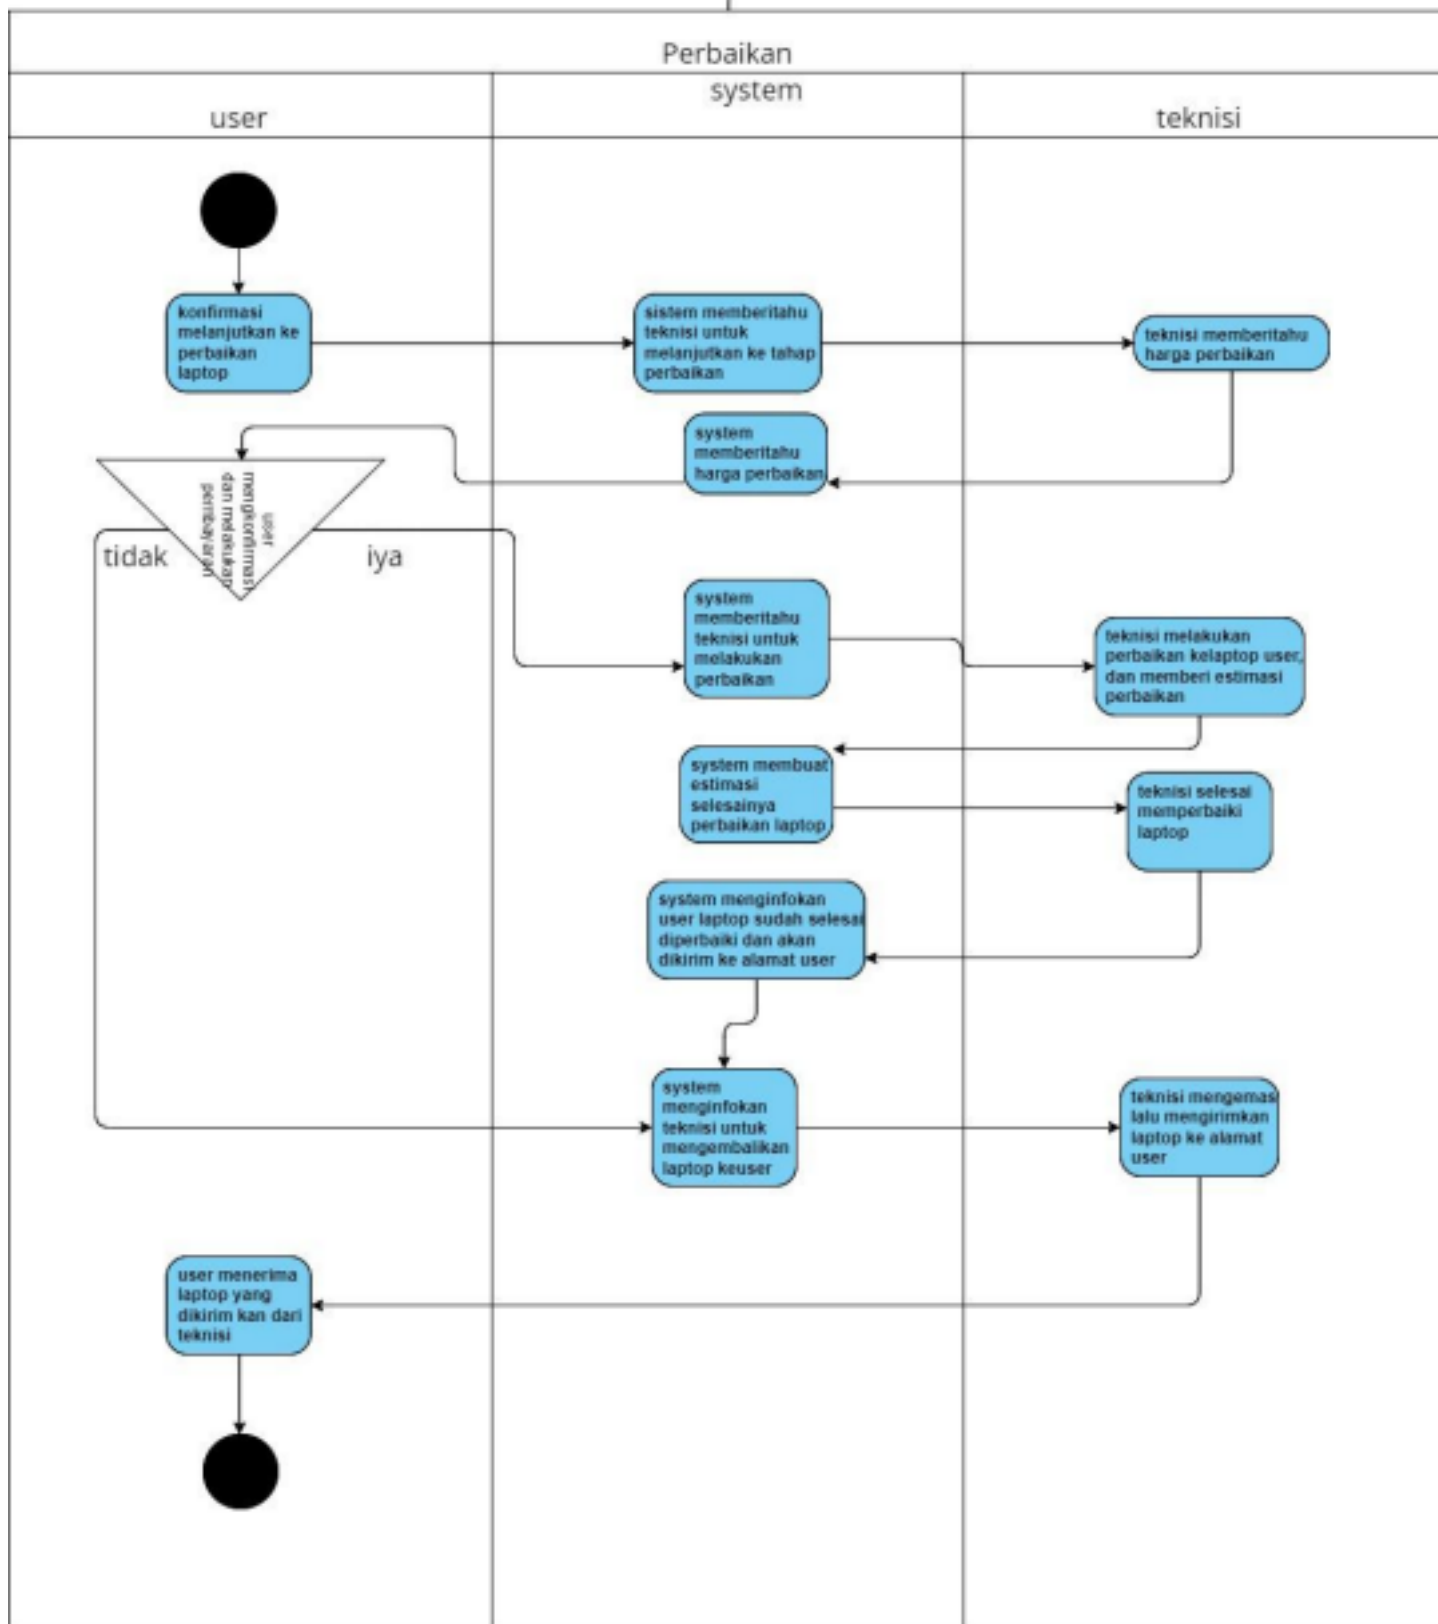 Perbaikan
user
system
teknisi
konfirmasi
melanjutkan ke
perbaikan
laptop
sistem memberitahu
teknisi untuk
melanjutkan ke tahap
perbaikan
teknisi memberitahu
harga perbaikan
system
memberitahu
harga perbaikan
user
mengkonfirmasi
dan melakukan
pembayaran
tidak
iya
system
memberitahu
teknisi untuk
melakukan
perbaikan
teknisi melakukan
perbaikan kelaptop user,
dan memberi estimasi
perbaikan
system membuat
estimasi
selesainya
perbaikan laptop
teknisi selesai
memperbaiki
laptop
system menginfokan
user laptop sudah selesai
diperbaiki dan akan
dikirim ke alamat user
system
menginfokan
teknisi untuk
mengembalikan
laptop keuser
teknisi mengemas
lalu mengirimkan
laptop ke alamat
user
user menerima
laptop yang
dikirim kan dari
teknisi